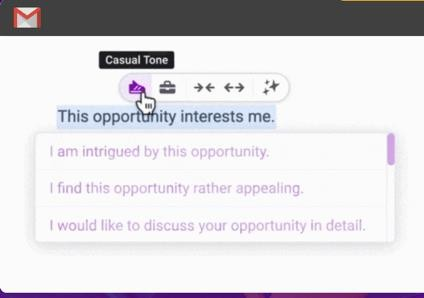 Casual Tone
This opportunity interests me.
I am intrigued by this opportunity.
I find this opportunity rather appealing.
I would like to discuss your opportunity in detail.